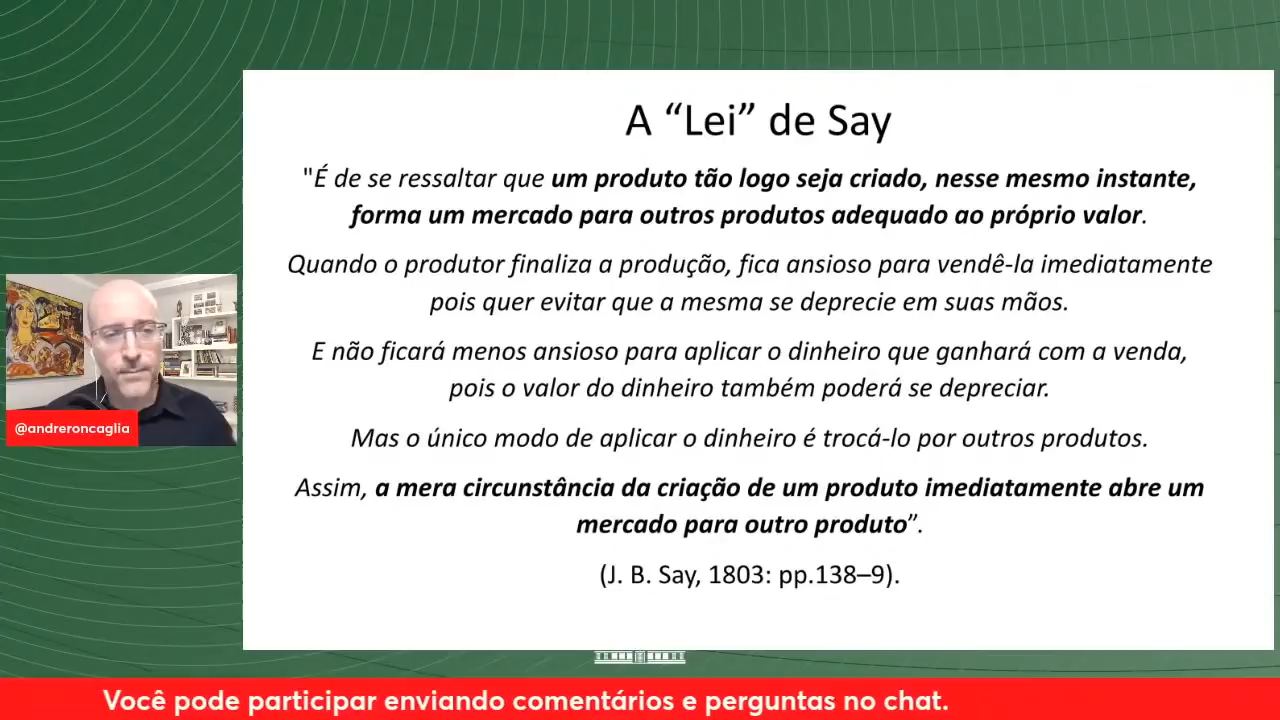 A “Lei” de Say
"É de se ressaltar que um produto tão logo seja criado, nesse mesmo instante,
forma um mercado para outros produtos adequado ao próprio valor.
Quando o produtor finaliza a produção, fica ansioso para vendê-la imediatamente
pois quer evitar que a mesma se deprecie em suas mãos.
E não ficará menos ansioso para aplicar o dinheiro que ganhará com a venda,
pois o valor do dinheiro também poderá se depreciar.
Mas o único modo de aplicar o dinheiro é trocá-lo por outros produtos.
Assim, a mera circunstância da criação de um produto imediatamente abre um
mercado para outro produto”.
(J. B. Say, 1803: pp.138–9).
@andreroncaglia
Você pode participar enviando comentários e perguntas no chat.